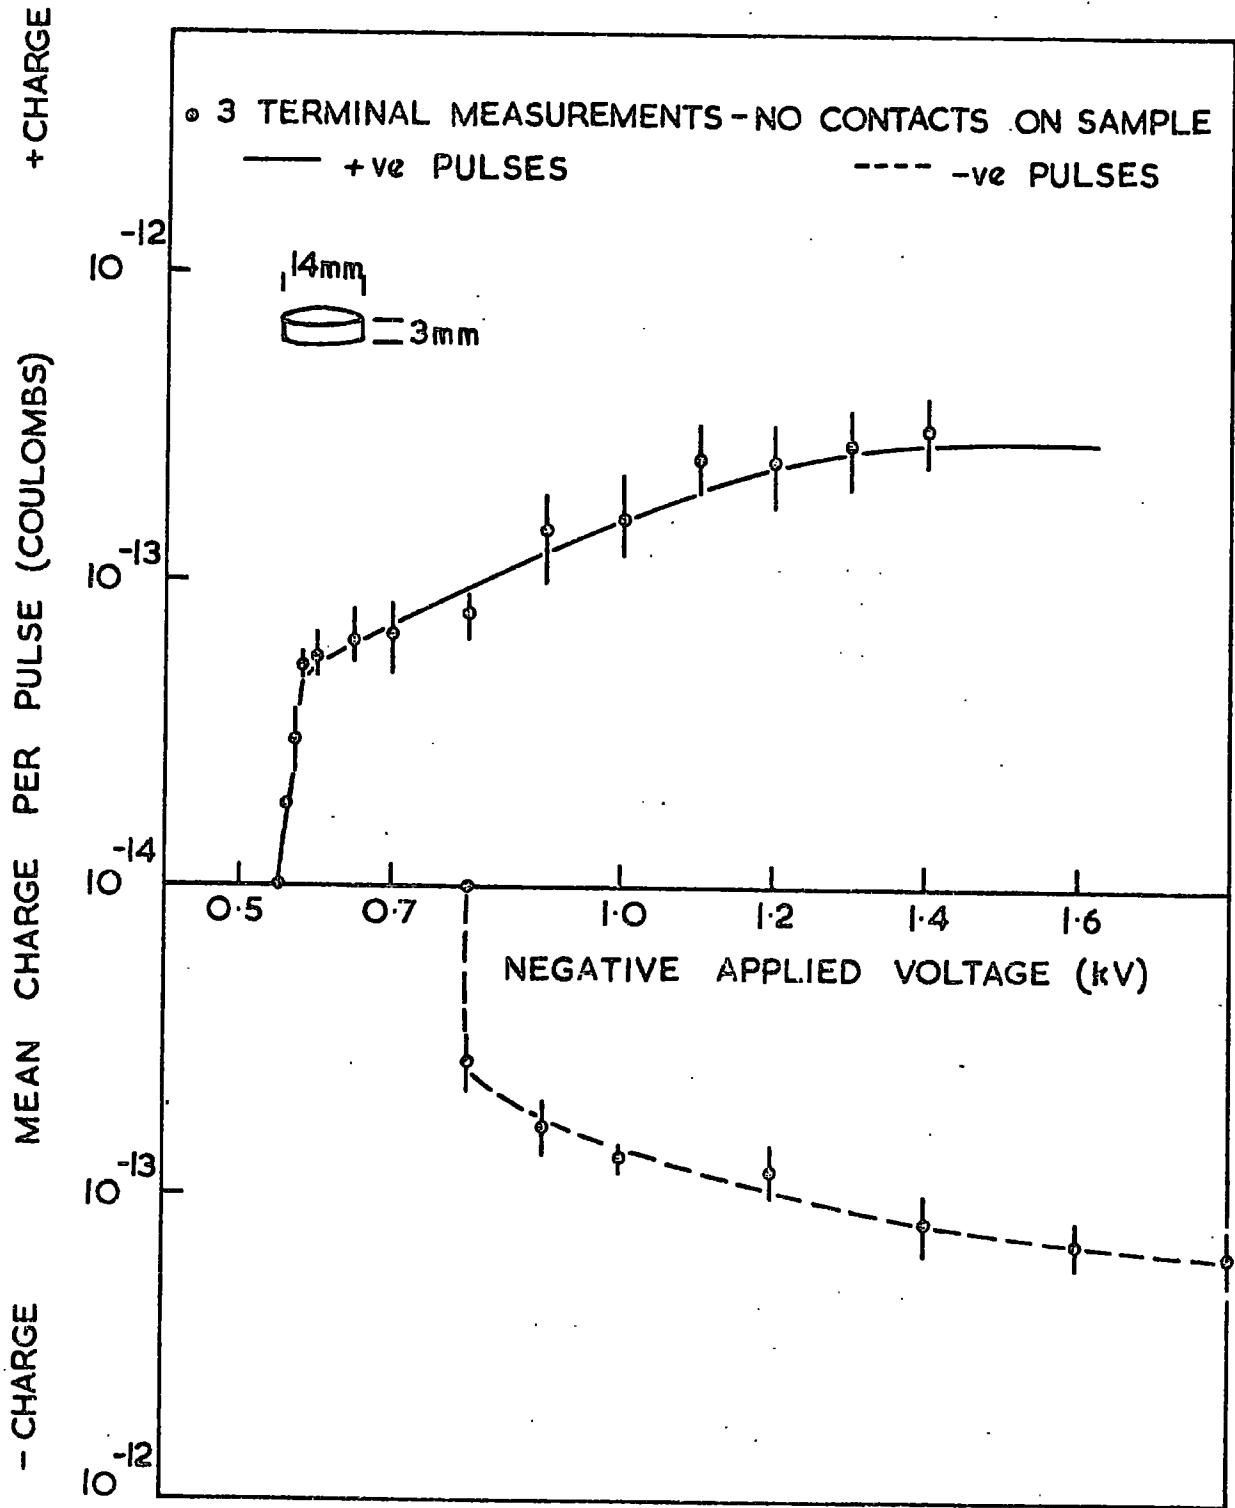 +CHARGE
MEAN CHARGE PER PULSE (COULOMBS)
- CHARGE
o 3 TERMINAL MEASUREMENTS - NO CONTACTS ON SAMPLE
+ve PULSES
-ve PULSES
10^-12
14mm
3mm
10^-13
10^-14
0·5 0·7 1·0 1·2 1·4 1·6
NEGATIVE APPLIED VOLTAGE (kV)
10^-13
10^-12